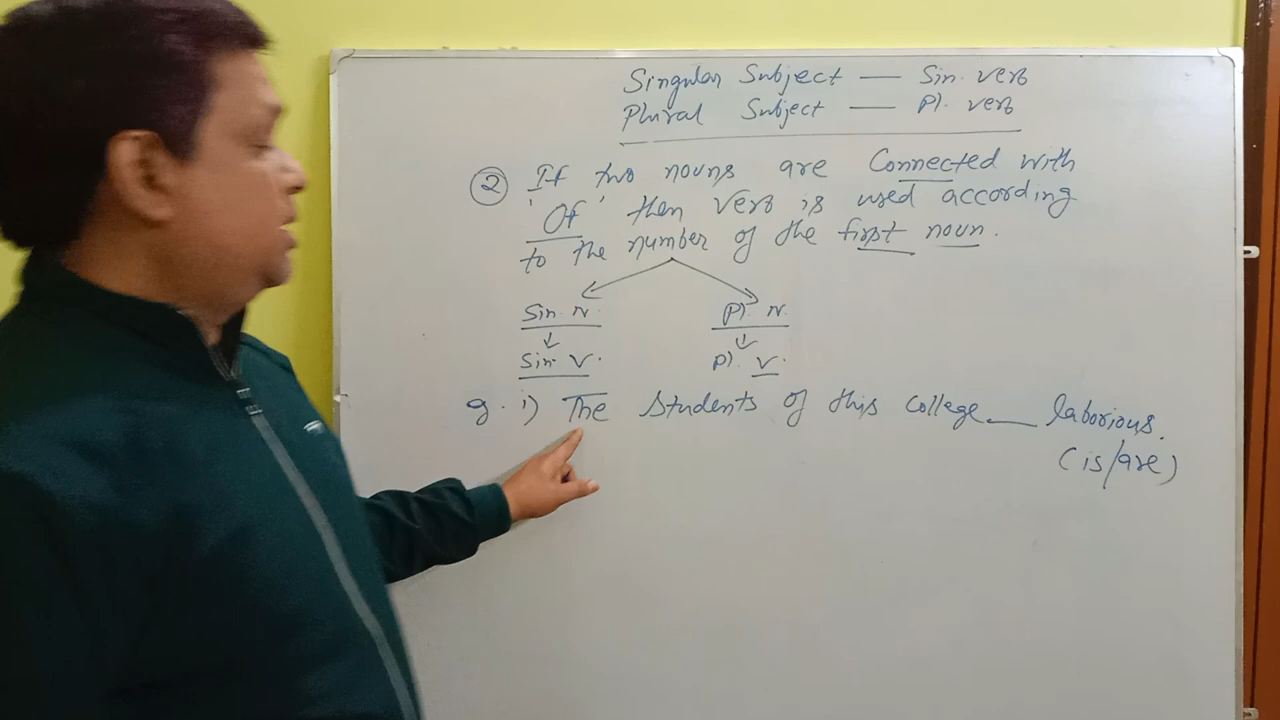 Singular Subject — Sin. verb
Plural Subject — Pl. verb
② If two nouns are Connected with
'Of' then verb is used according
to the number of the first noun.
Sin N. Pl. N.
Sin V. Pl. V.
g. i) The Students of this College __ laborious.
(is/are)